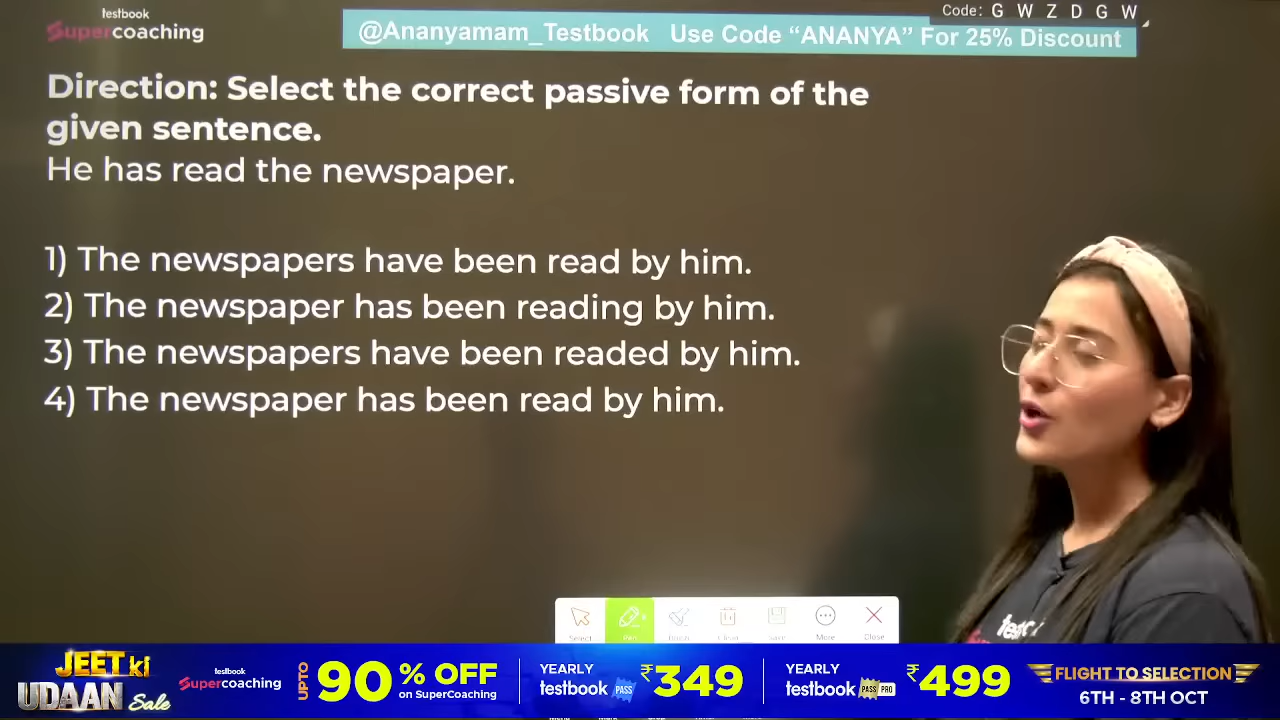 testbook
Supercoaching
@Ananyamam_Testbook Use Code “ANANYA” For 25% Discount
Code: G W Z D G W
Direction: Select the correct passive form of the
given sentence.
He has read the newspaper.
1) The newspapers have been read by him.
2) The newspaper has been reading by him.
3) The newspapers have been readed by him.
4) The newspaper has been read by him.
Select Pen More Close
JEET ki
UDAAN Sale
testbook
Supercoaching
UPTO 90% OFF
on SuperCoaching
YEARLY
testbook PASS ₹349
YEARLY
testbook PASS PRO ₹499
FLIGHT TO SELECTION
6TH - 8TH OCT